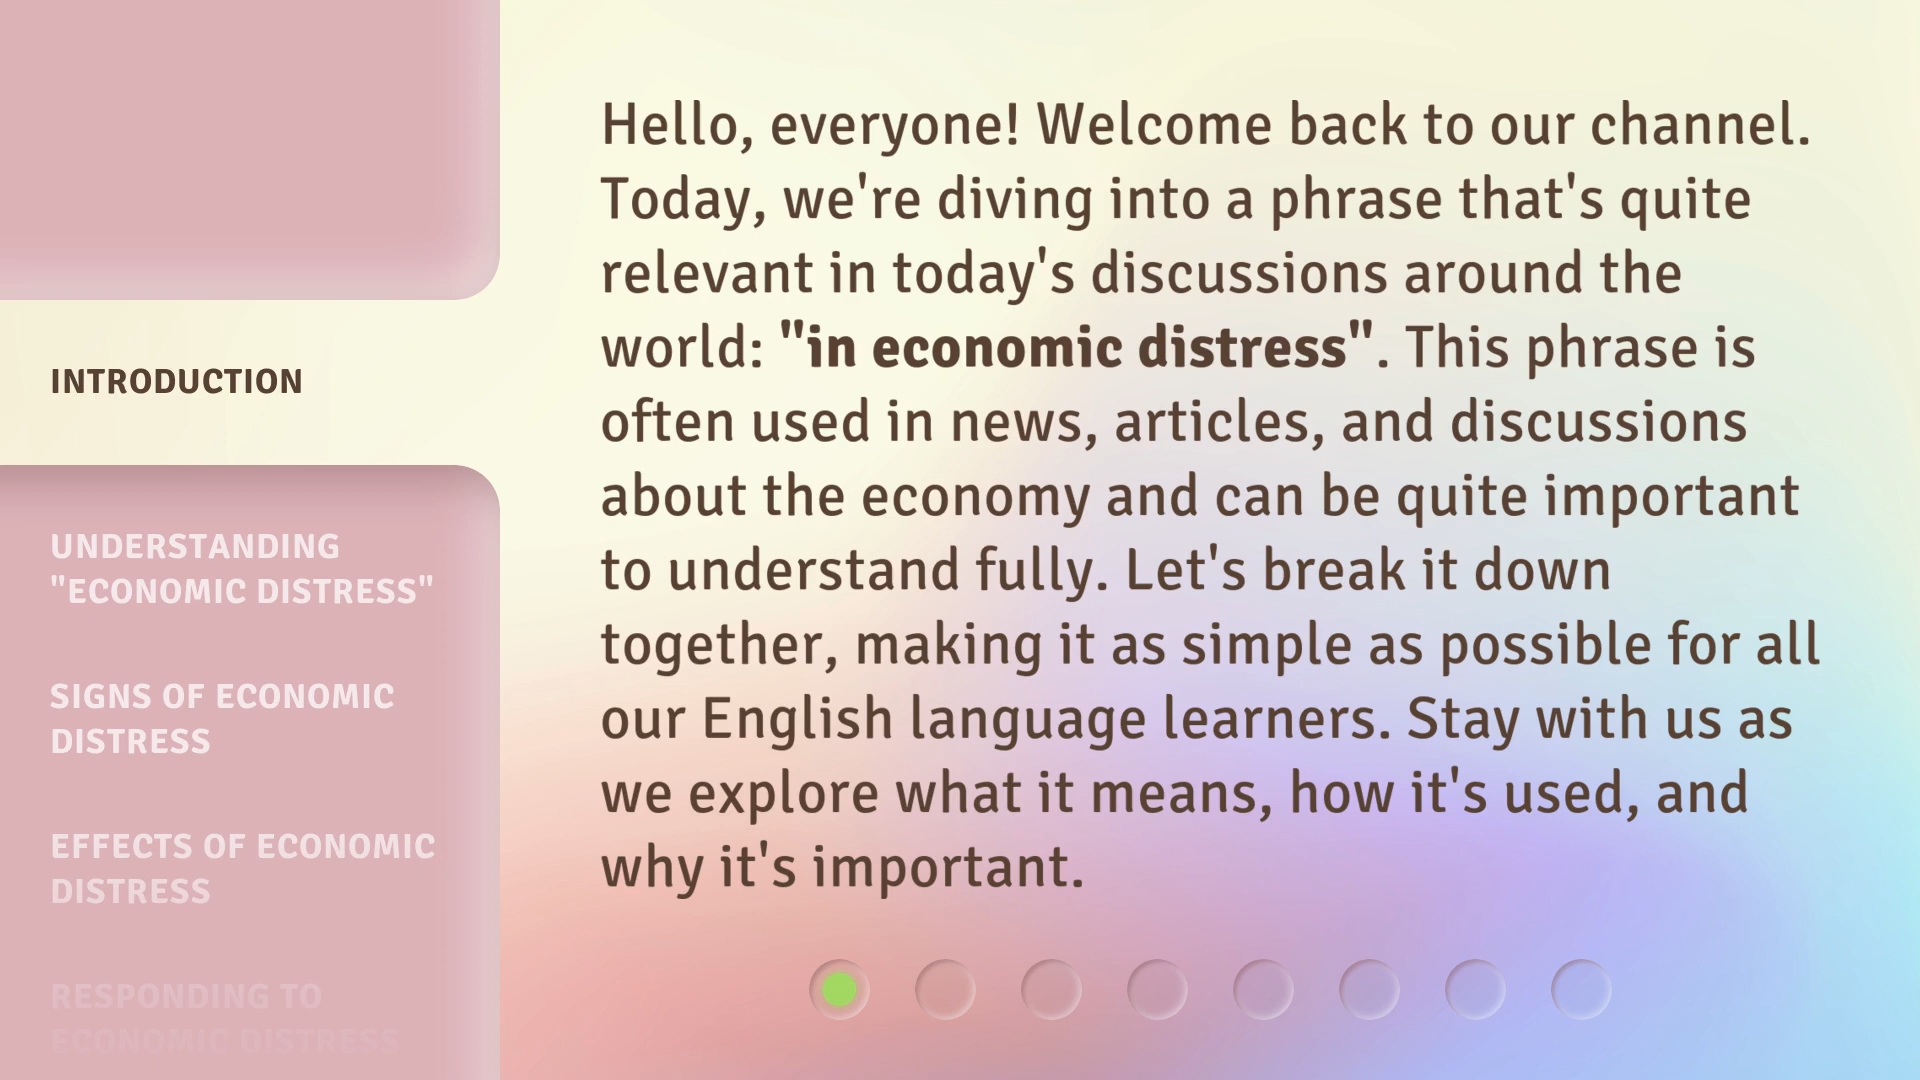 INTRODUCTION
UNDERSTANDING
"ECONOMIC DISTRESS"
SIGNS OF ECONOMIC
DISTRESS
EFFECTS OF ECONOMIC
DISTRESS
RESPONDING TO
ECONOMIC DISTRESS
Hello, everyone! Welcome back to our channel.
Today, we're diving into a phrase that's quite
relevant in today's discussions around the
world: "in economic distress". This phrase is
often used in news, articles, and discussions
about the economy and can be quite important
to understand fully. Let's break it down
together, making it as simple as possible for all
our English language learners. Stay with us as
we explore what it means, how it's used, and
why it's important.